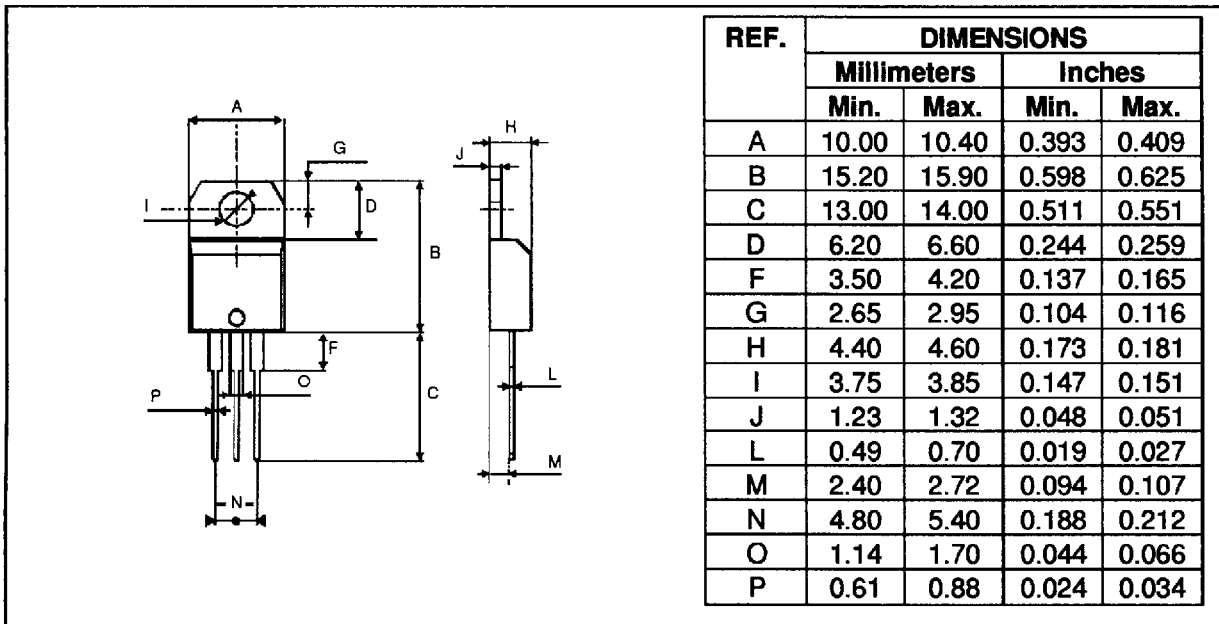 A
H
G
J
I
D
B
F
O
L
P
C
M
N
REF. DIMENSIONS
Millimeters Inches
Min. Max. Min. Max.
A 10.00 10.40 0.393 0.409
B 15.20 15.90 0.598 0.625
C 13.00 14.00 0.511 0.551
D 6.20 6.60 0.244 0.259
F 3.50 4.20 0.137 0.165
G 2.65 2.95 0.104 0.116
H 4.40 4.60 0.173 0.181
I 3.75 3.85 0.147 0.151
J 1.23 1.32 0.048 0.051
L 0.49 0.70 0.019 0.027
M 2.40 2.72 0.094 0.107
N 4.80 5.40 0.188 0.212
O 1.14 1.70 0.044 0.066
P 0.61 0.88 0.024 0.034